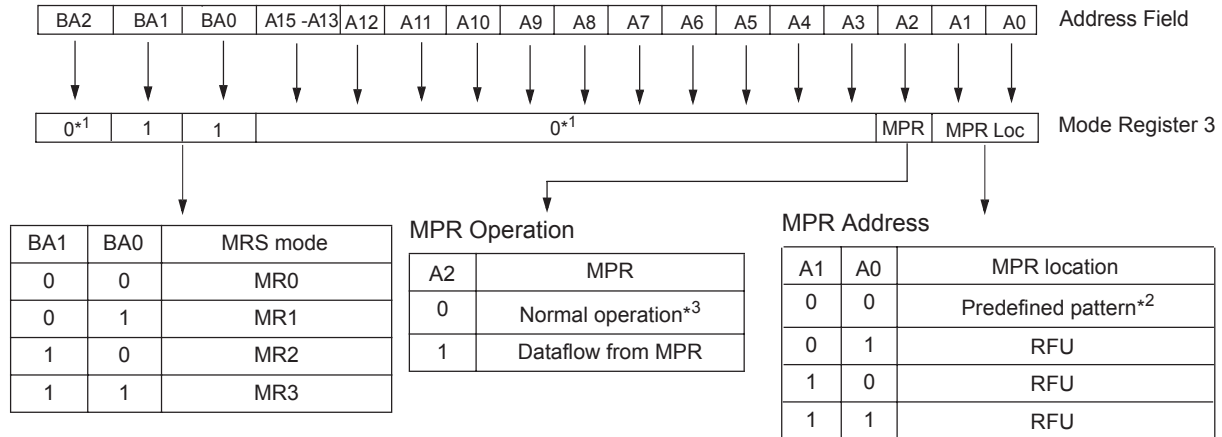 BA2 BA1 BA0 A15 -A13 A12 A11 A10 A9 A8 A7 A6 A5 A4 A3 A2 A1 A0 Address Field
0*1 1 1 0*1 MPR MPR Loc Mode Register 3
BA1 BA0 MRS mode
0 0 MR0
0 1 MR1
1 0 MR2
1 1 MR3
MPR Operation
A2 MPR
0 Normal operation*3
1 Dataflow from MPR
MPR Address
A1 A0 MPR location
0 0 Predefined pattern*2
0 1 RFU
1 0 RFU
1 1 RFU